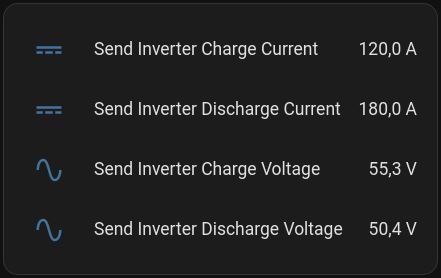 Send Inverter Charge Current 120,0 A
Send Inverter Discharge Current 180,0 A
Send Inverter Charge Voltage 55,3 V
Send Inverter Discharge Voltage 50,4 V